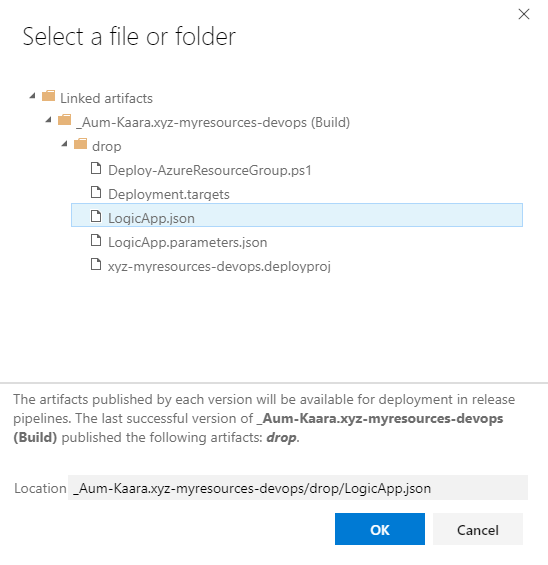 Select a file or folder
Linked artifacts
_Aum-Kaara.xyz-myresources-devops (Build)
drop
Deploy-AzureResourceGroup.ps1
Deployment.targets
LogicApp.json
LogicApp.parameters.json
xyz-myresources-devops.deployproj
The artifacts published by each version will be available for deployment in release
pipelines. The last successful version of _Aum-Kaara.xyz-myresources-devops
(Build) published the following artifacts: drop.
Location _Aum-Kaara.xyz-myresources-devops/drop/LogicApp.json
OK Cancel